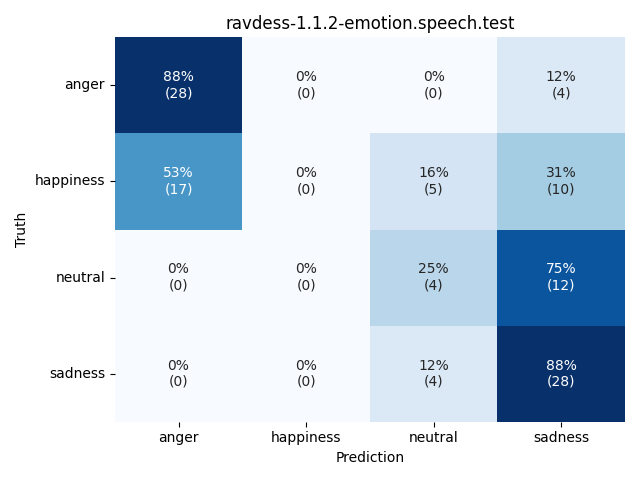 ravdess-1.1.2-emotion.speech.test
anger
88% 0% 0% 12%
(28) (0) (0) (4)
happiness
53% 0% 16% 31%
(17) (0) (5) (10)
Truth
neutral
0% 0% 25% 75%
(0) (0) (4) (12)
sadness
0% 0% 12% 88%
(0) (0) (4) (28)
anger happiness neutral sadness
Prediction